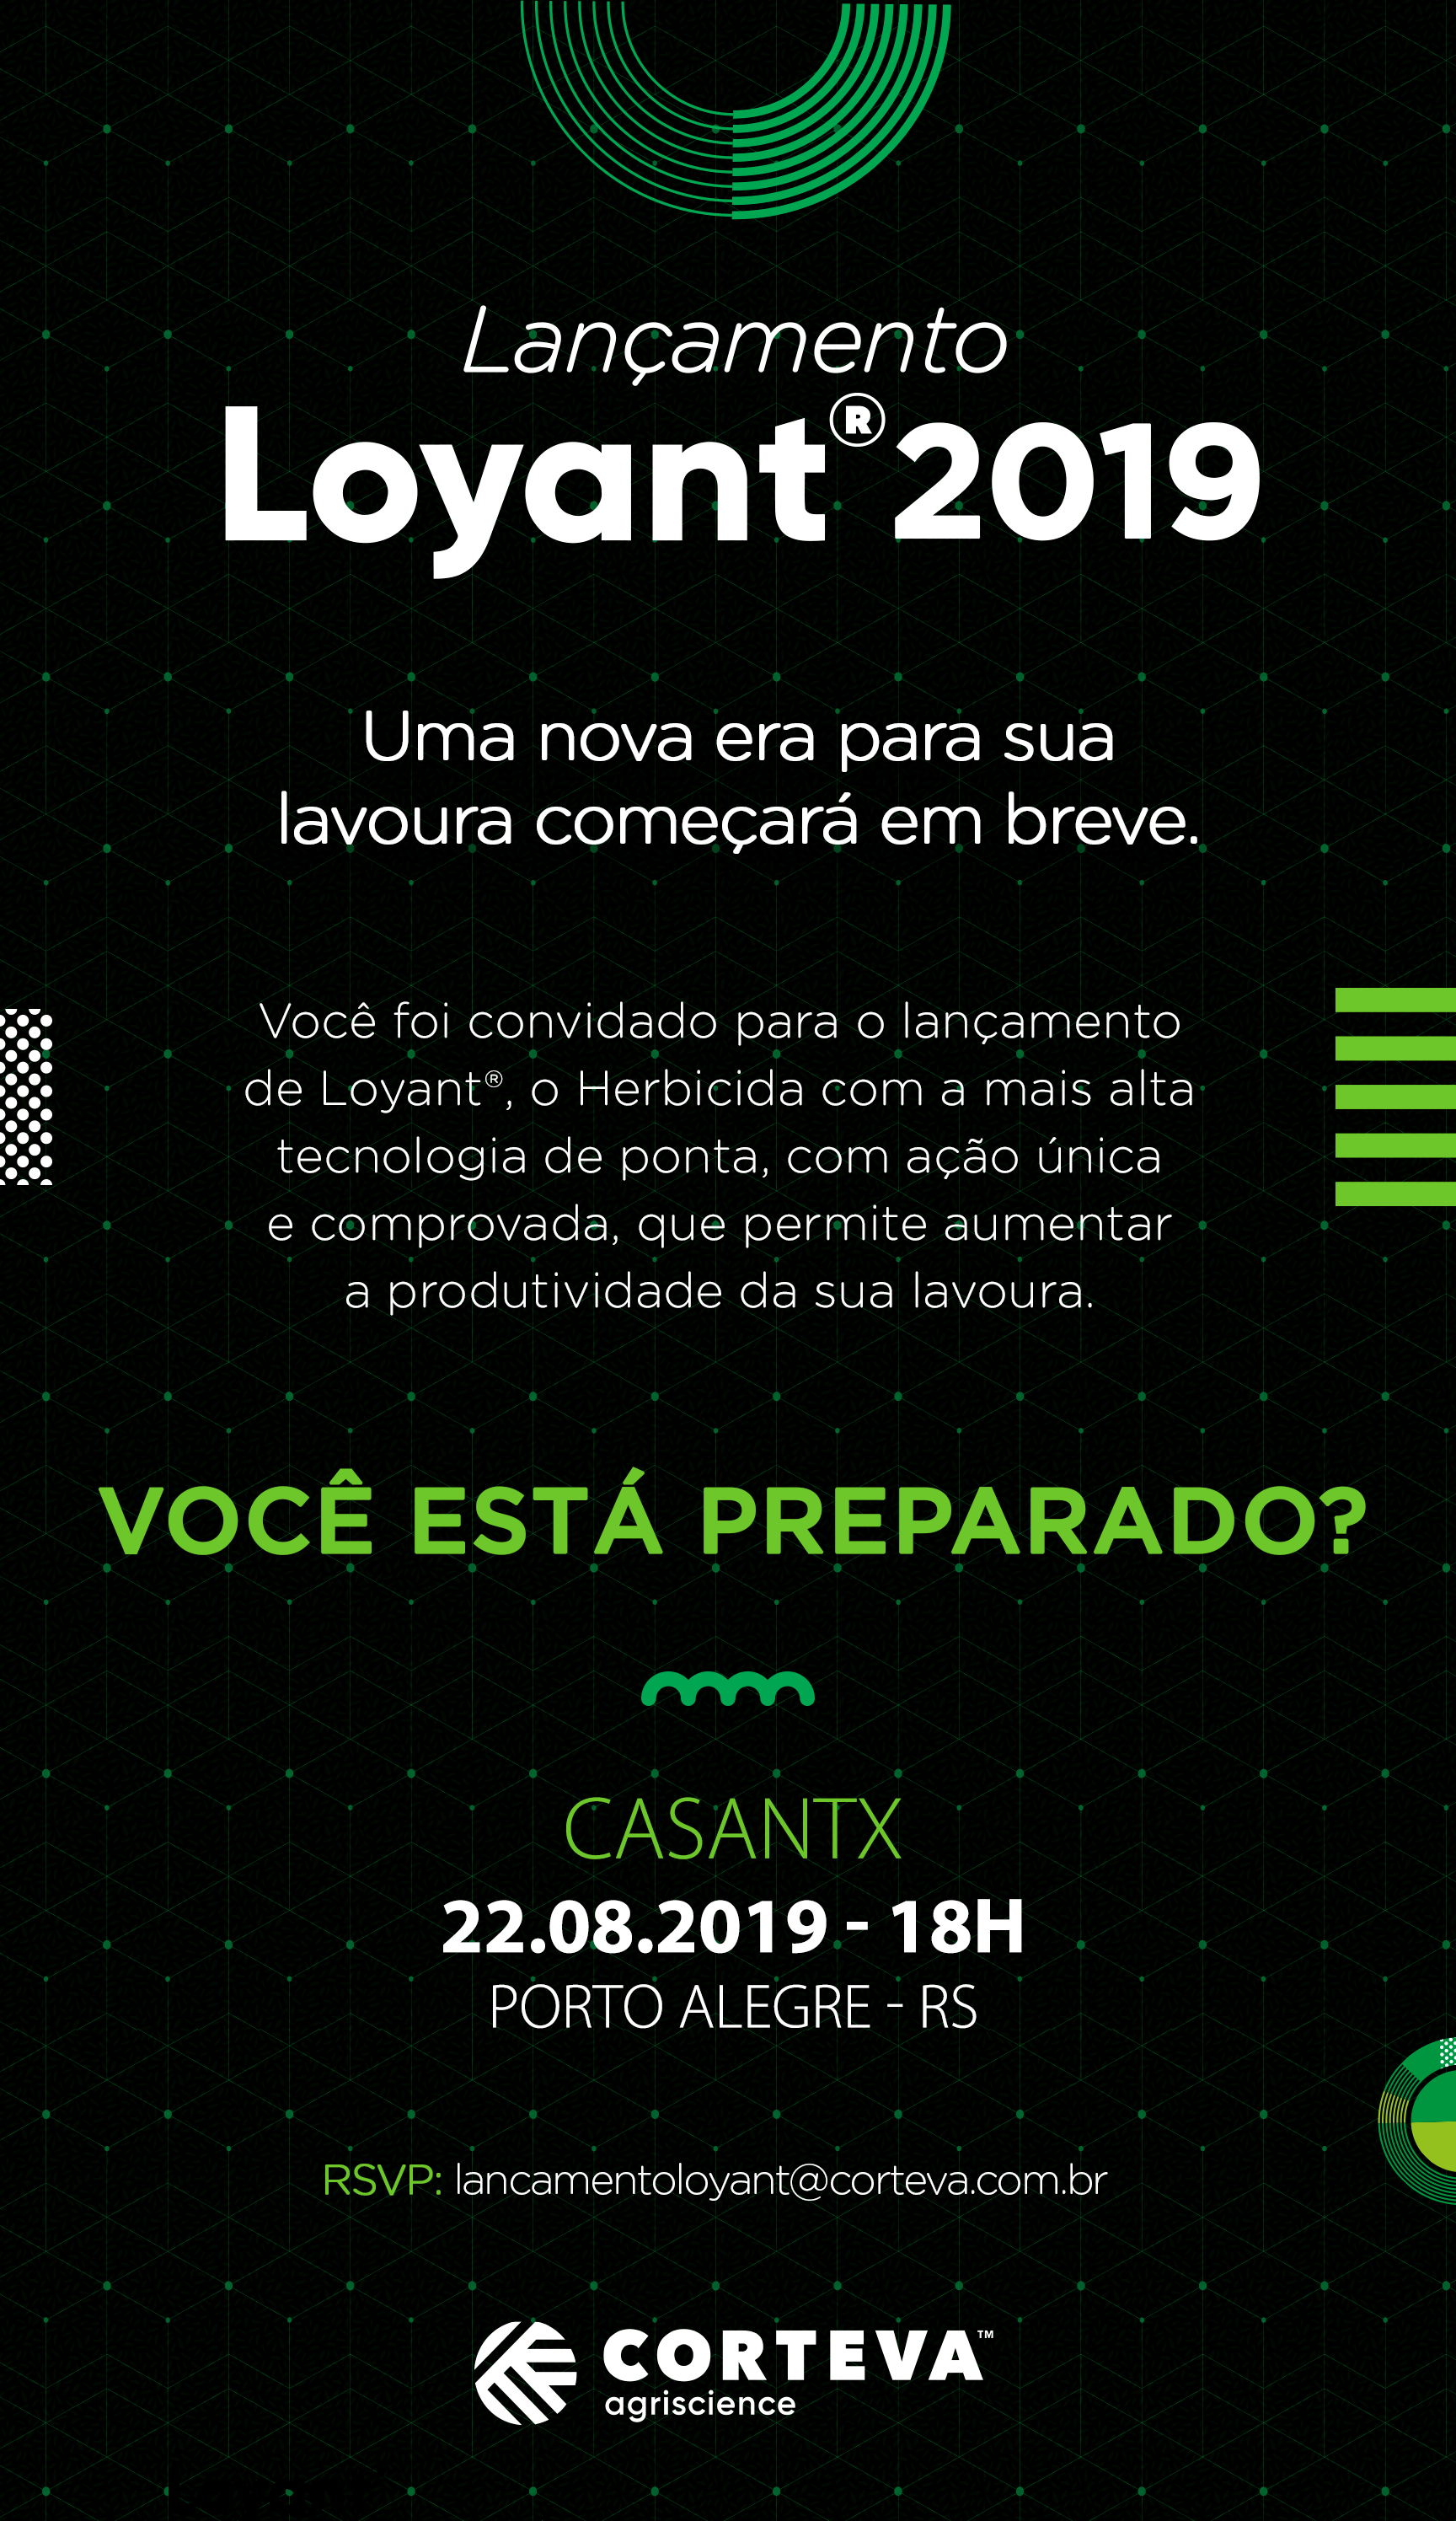 Lançamento
Loyant® 2019
Uma nova era para sua
lavoura começará em breve.
Você foi convidado para o lançamento
de Loyant®, o Herbicida com a mais alta
tecnologia de ponta, com ação única
e comprovada, que permite aumentar
a produtividade da sua lavoura.
VOCÊ ESTÁ PREPARADO?
CASANTX
22.08.2019 - 18H
PORTO ALEGRE - RS
RSVP: lancamentoloyant@corteva.com.br
CORTEVA™
agriscience